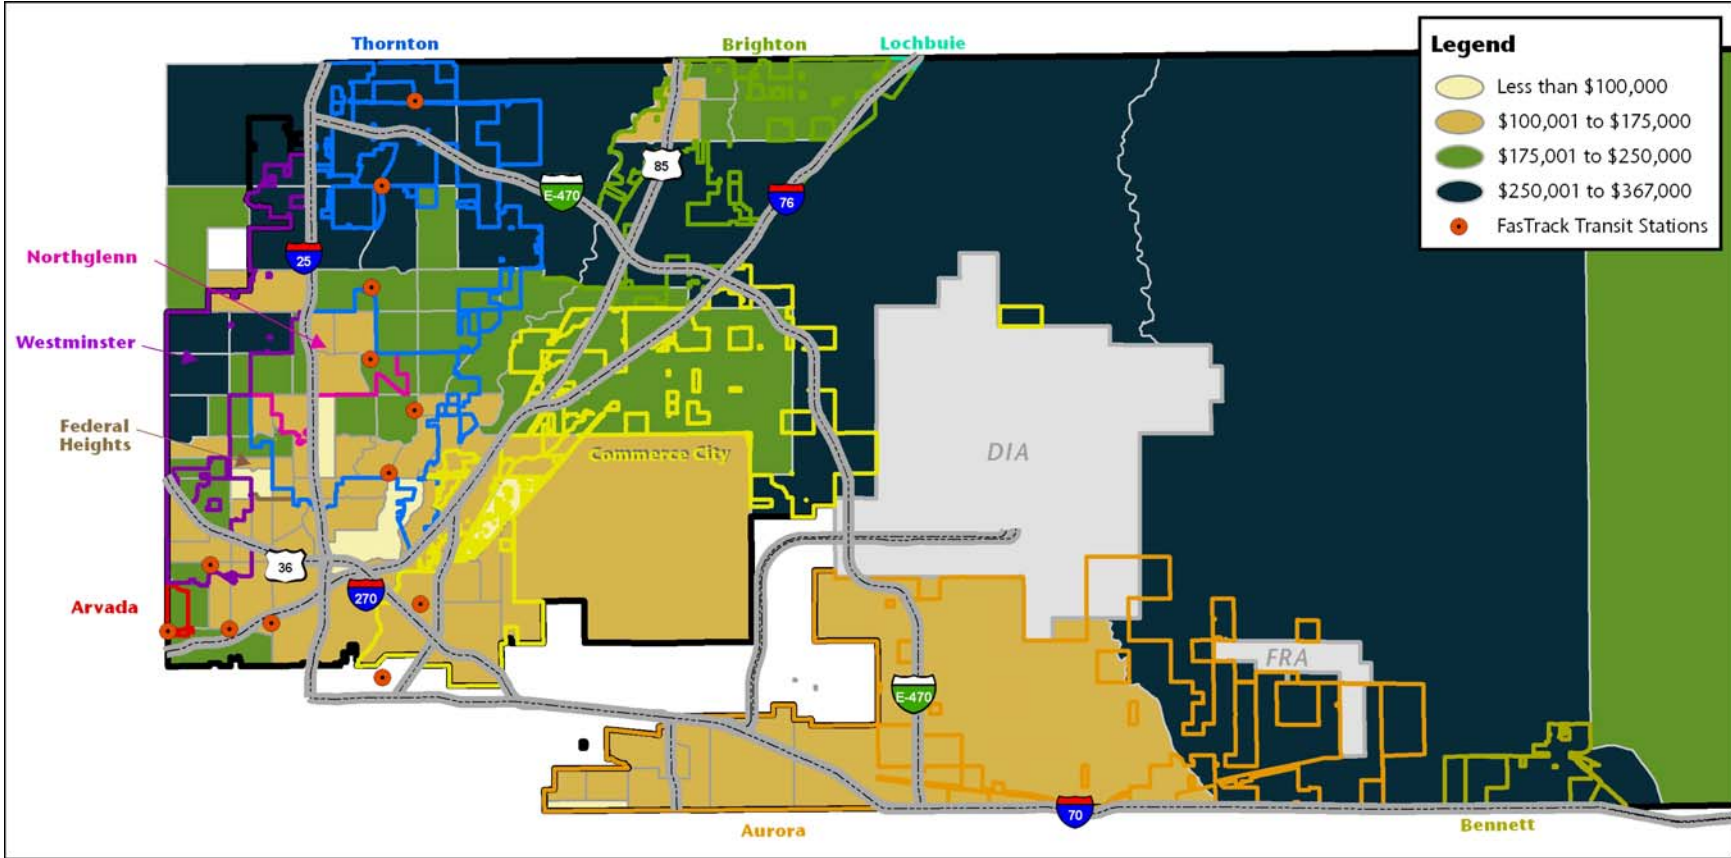 Thornton
Brighton
Lochbuie
Legend
Less than $100,000
$100,001 to $175,000
$175,001 to $250,000
$250,001 to $367,000
FasTrack Transit Stations
85
E-470
76
Northglenn
25
Westminster
Federal
Heights
Commerce City
DIA
36
270
Arvada
FRA
E-470
70
Aurora
Bennett